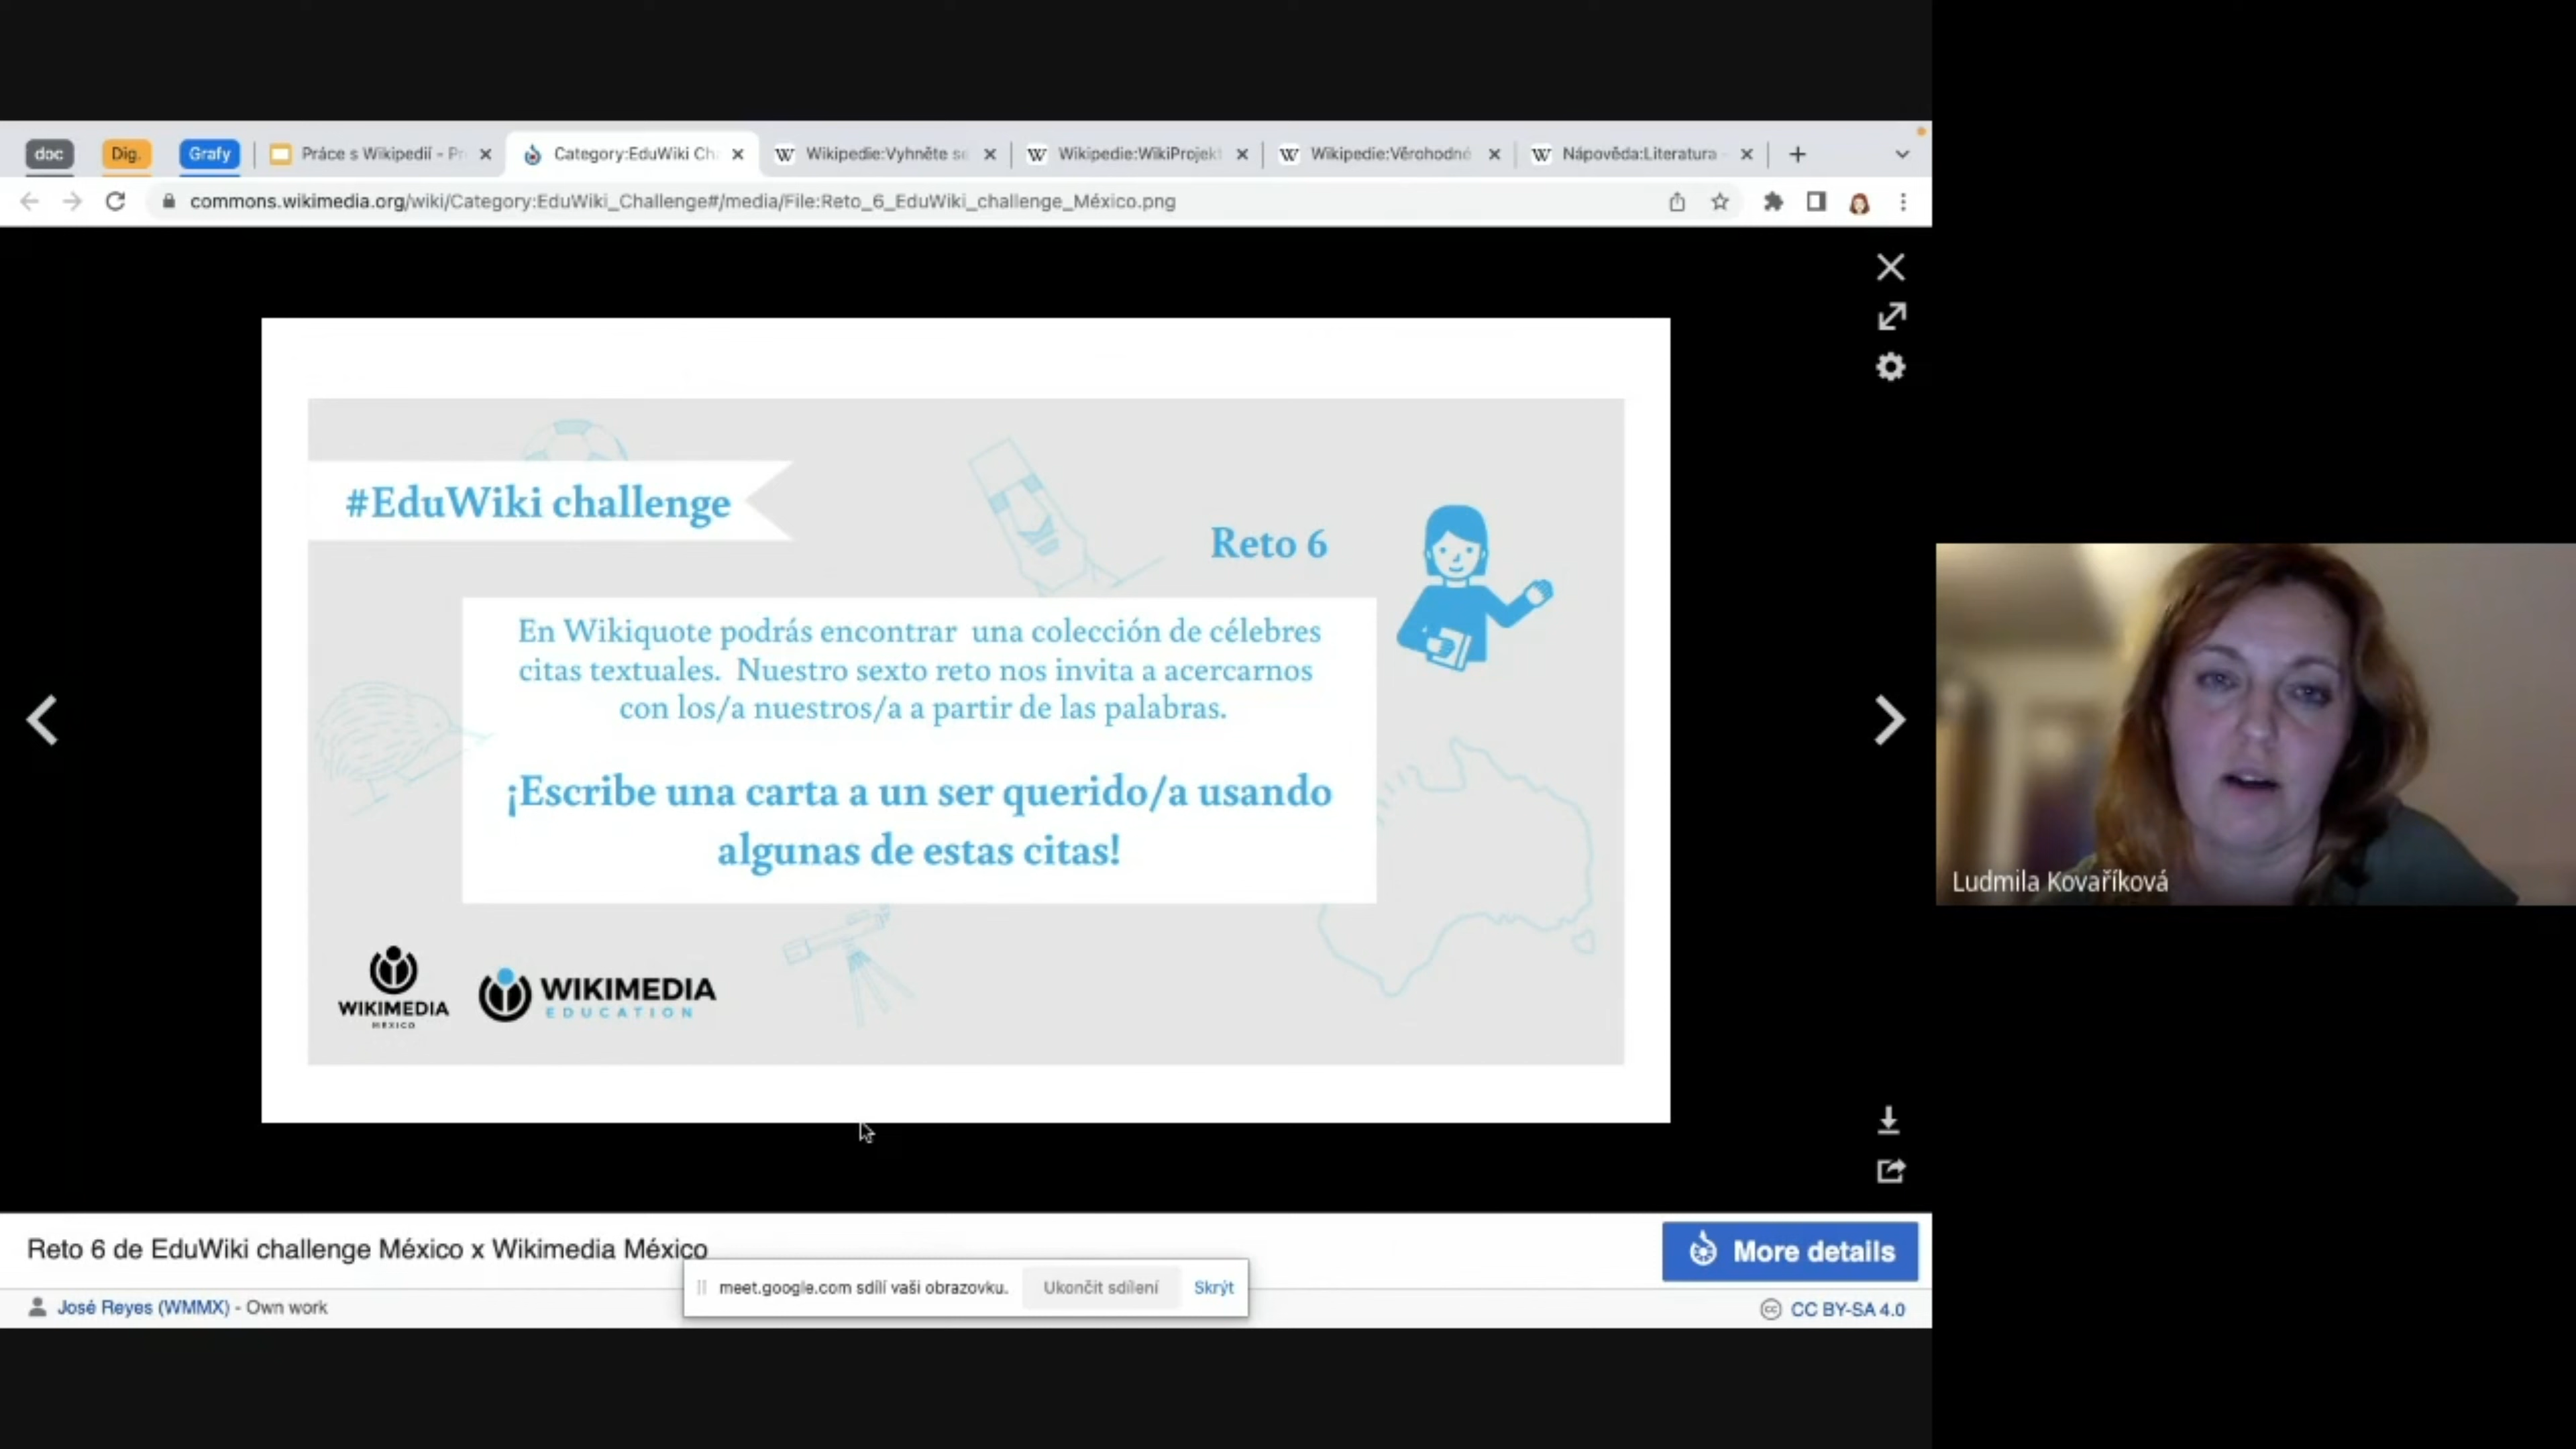 doc Dig. Grafy Práce s Wikipedií - Pr Category:EduWiki Ch Wikipedie:Vyhněte se Wikipedie:WikiProjekt Wikipedie:Věrohodné Nápověda:Literatura -
commons.wikimedia.org/wiki/Category:EduWiki_Challenge#/media/File:Reto_6_EduWiki_challenge_México.png
#EduWiki challenge
Reto 6
En Wikiquote podrás encontrar una colección de célebres
citas textuales. Nuestro sexto reto nos invita a acercarnos
con los/a nuestros/a a partir de las palabras.
¡Escribe una carta a un ser querido/a usando
algunas de estas citas!
WIKIMEDIA
MÉXICO
WIKIMEDIA
EDUCATION
Ludmila Kovaříková
Reto 6 de EduWiki challenge México x Wikimedia México
More details
meet.google.com sdílí vaši obrazovku. Ukončit sdílení Skrýt
José Reyes (WMMX) - Own work
CC BY-SA 4.0